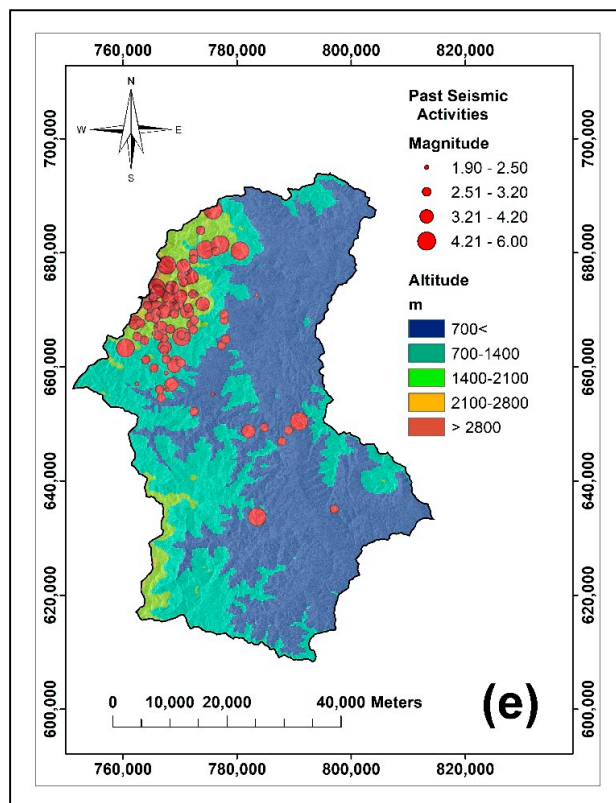 760,000 780,000 800,000 820,000
N
W E
S
Past Seismic
Activities
Magnitude
1.90 - 2.50
2.51 - 3.20
3.21 - 4.20
4.21 - 6.00
Altitude
m
700<
700-1400
1400-2100
2100-2800
> 2800
700,000
680,000
660,000
640,000
620,000
600,000
700,000
680,000
660,000
640,000
620,000
600,000
0 10,000 20,000 40,000 Meters
(e)
760,000 780,000 800,000 820,000